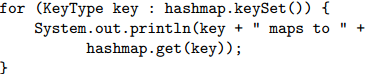 for (KeyType key : hashmap.keySet()) {
    System.out.println(key + " maps to " +
          hashmap.get(key));
}